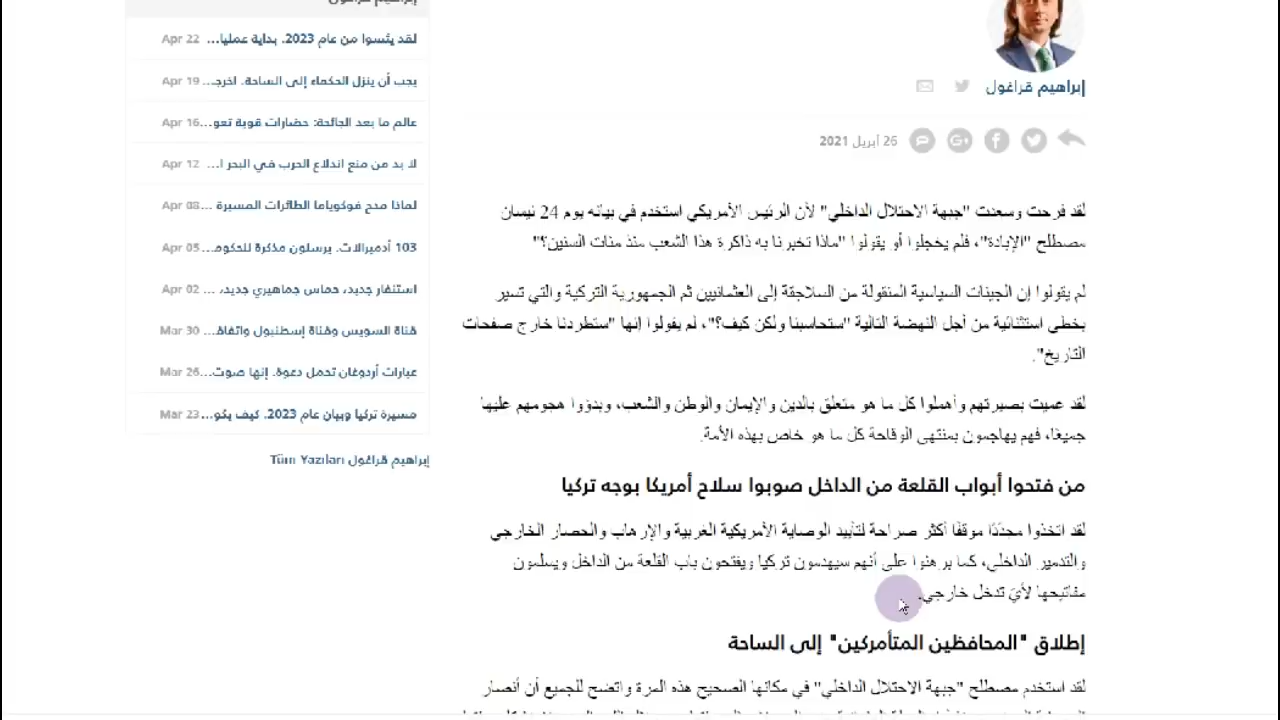 إبراهيم قراغول
26 أبريل 2021
لقد فرحت وسعدت "جبهة الاحتلال الداخلي" لأن الرئيس الأمريكي استخدم في بيانه يوم 24 نيسان
مصطلح "الإبادة"، فلم يخجلوا أو يقولوا "ماذا تخبرنا به ذاكرة هذا الشعب منذ مئات السنين؟"
لم يقولوا إن الجينات السياسية المنقولة من السلاجقة إلى العثمانيين ثم الجمهورية التركية والتي تسير
بخطى استثنائية من أجل النهضة التالية "ستحاسبنا ولكن كيف؟"، لم يقولوا إنها "ستطردنا خارج صفحات
التاريخ".
لقد عميت بصيرتهم وأهملوا كل ما هو متعلق بالدين والإيمان والوطن والشعب، وبدؤوا هجومهم عليها
جميعًا، فهم يهاجمون بمنتهى الوقاحة كل ما هو خاص بهذه الأمة.
من فتحوا أبواب القلعة من الداخل صوبوا سلاح أمريكا بوجه تركيا
لقد اتخذوا مجدّدًا موقفًا أكثر صراحة لتأييد الوصاية الأمريكية الغربية والإرهاب والحصار الخارجي
والتدمير الداخلي، كما برهنوا على أنهم سيهدمون تركيا ويفتحون باب القلعة من الداخل ويسلمون
مفاتيحها لأيّ تدخل خارجي.
إطلاق "المحافظين المتأمركين" إلى الساحة
لقد استخدم مصطلح "جبهة الاحتلال الداخلي" في مكانها الصحيح هذه المرة واتضح للجميع أن أنصار
إبراهيم قراغول
لقد يئسوا من عام 2023. بداية عمليا... Apr 22
يجب أن ينزل الحكماء إلى الساحة. اخرج... Apr 19
عالم ما بعد الجائحة: حضارات قوية تعو... Apr 16
لا بد من منع اندلاع الحرب في البحر ا... Apr 12
لماذا مدح فوكوياما الطائرات المسيرة ... Apr 08
103 أدميرالات. يرسلون مذكرة للحكوم... Apr 05
استنفار جديد، حماس جماهيري جديد، ... Apr 02
قناة السويس وقناة إسطنبول واتفاق... Mar 30
عبارات أردوغان تحمل دعوة. إنها صوت... Mar 26
مسيرة تركيا وبيان عام 2023. كيف يكو... Mar 23
إبراهيم قراغول Tüm Yazıları